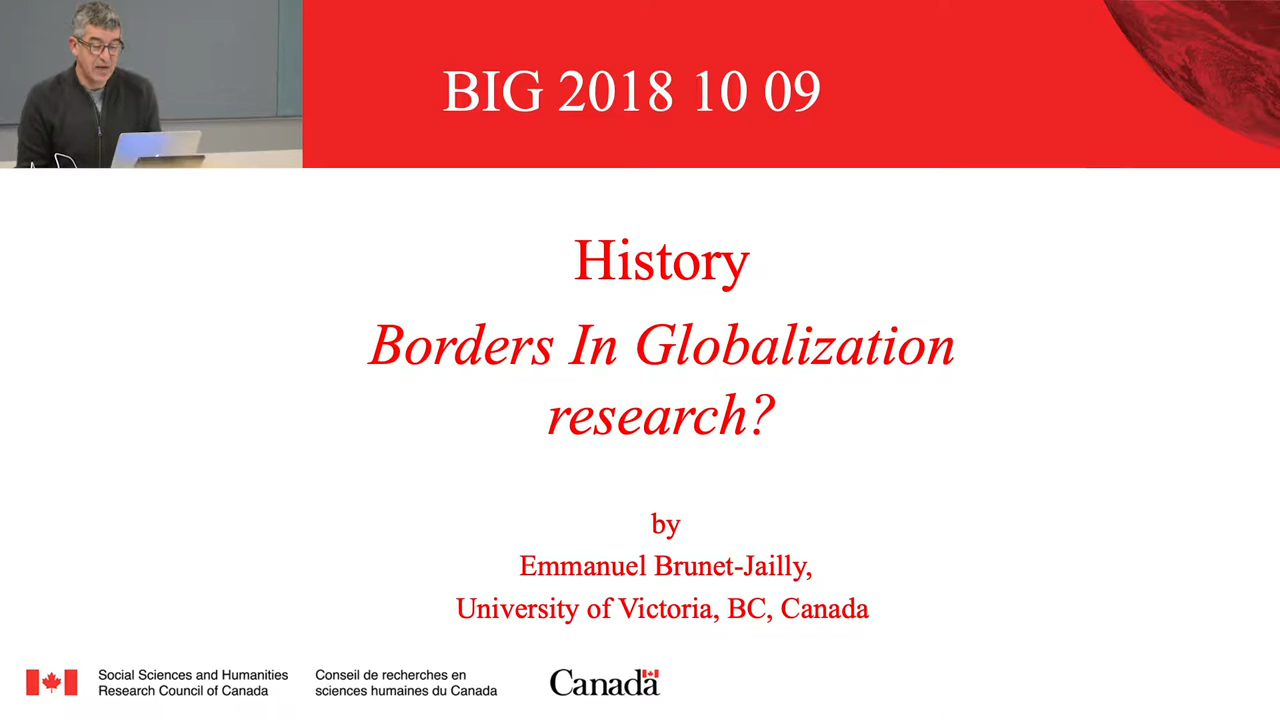 BIG 2018 10 09
History
Borders In Globalization
research?
by
Emmanuel Brunet-Jailly,
University of Victoria, BC, Canada
Social Sciences and Humanities
Research Council of Canada
Conseil de recherches en
sciences humaines du Canada
Canada